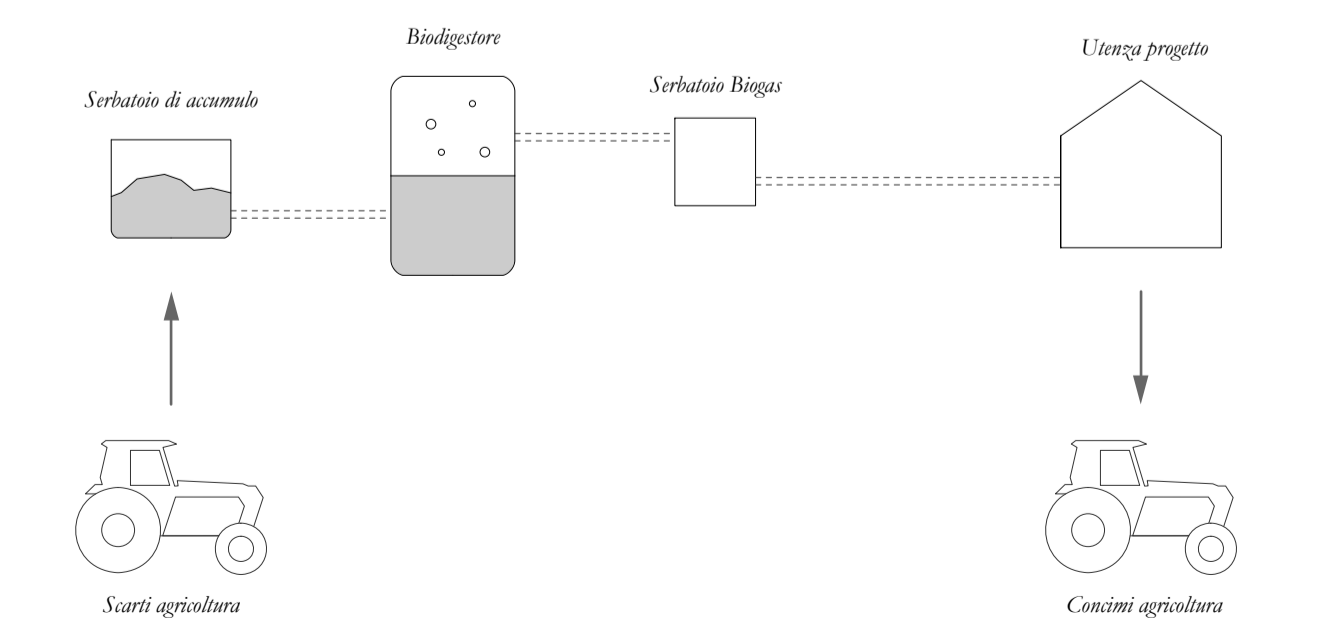 Biodigestore
Utenza progetto
Serbatoio Biogas
Serbatoio di accumulo
Scarti agricoltura
Concimi agricoltura